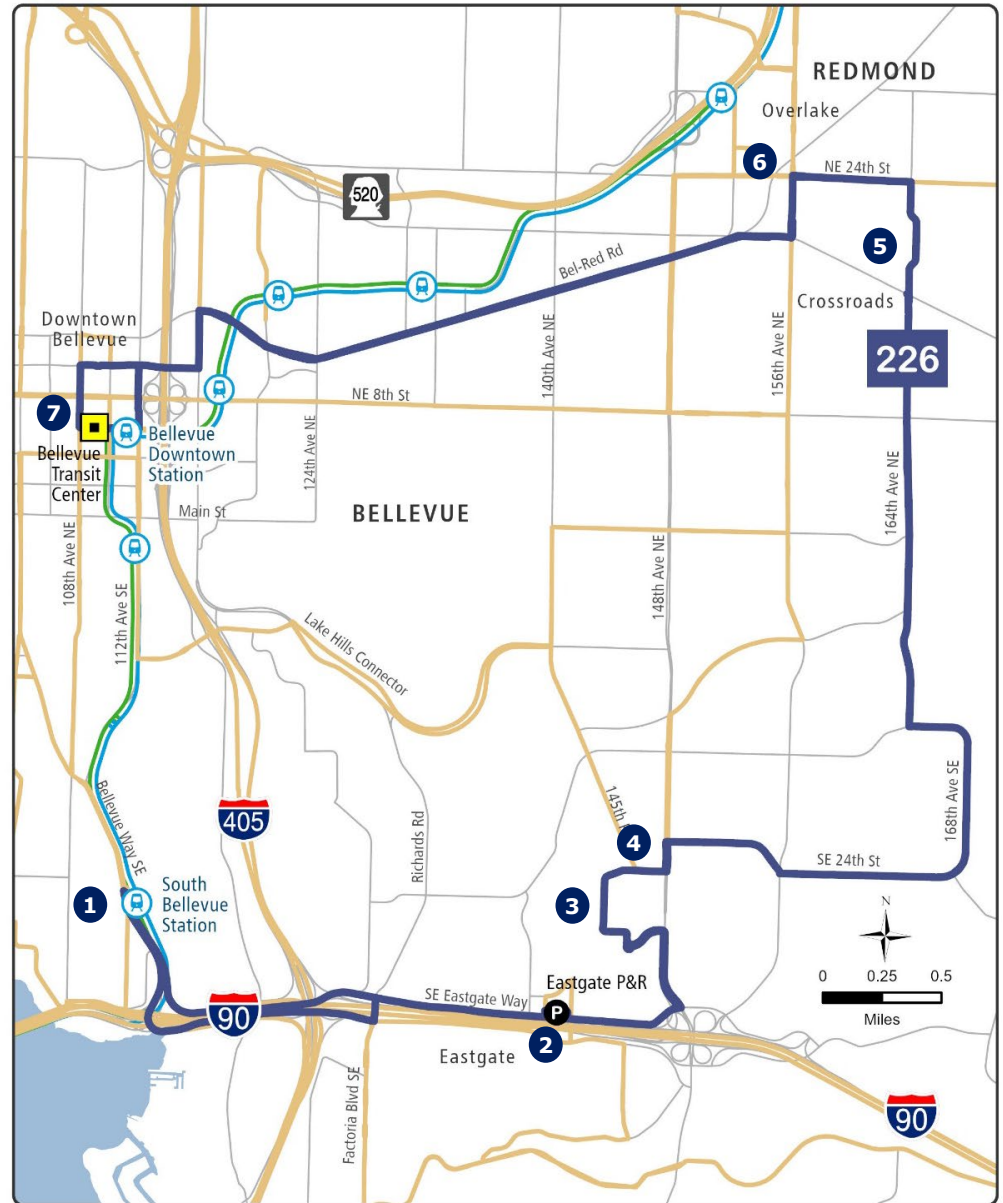 REDMOND
Overlake
6
NE 24th St
520
5
Bel-Red Rd
Crossroads
Downtown
Bellevue
226
140th Ave NE
156th Ave NE
NE 8th St
7
Bellevue
Downtown
Station
Bellevue
Transit
Center
124th Ave NE
164th Ave NE
Main St
BELLEVUE
108th Ave NE
112th Ave SE
148th Ave NE
Lake Hills Connector
Bellevue Way SE
405
Richards Rd
145th
4
168th Ave SE
SE 24th St
1
South
Bellevue
Station
3
N
0 0.25 0.5
Miles
Eastgate P&R
SE Eastgate Way
P
90
2
Eastgate
Factoria Blvd SE
90